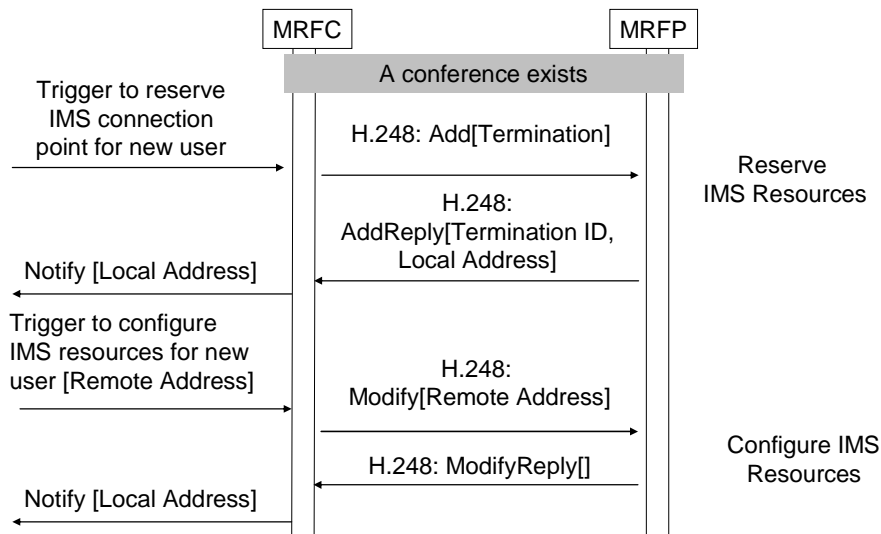 MRFC
MRFP
A conference exists
Trigger to reserve
IMS connection
point for new user
H.248: Add[Termination]
Reserve
IMS Resources
H.248:
AddReply[Termination ID,
Local Address]
Notify [Local Address]
Trigger to configure
IMS resources for new
user [Remote Address]
H.248:
Modify[Remote Address]
Configure IMS
Resources
H.248: ModifyReply[]
Notify [Local Address]